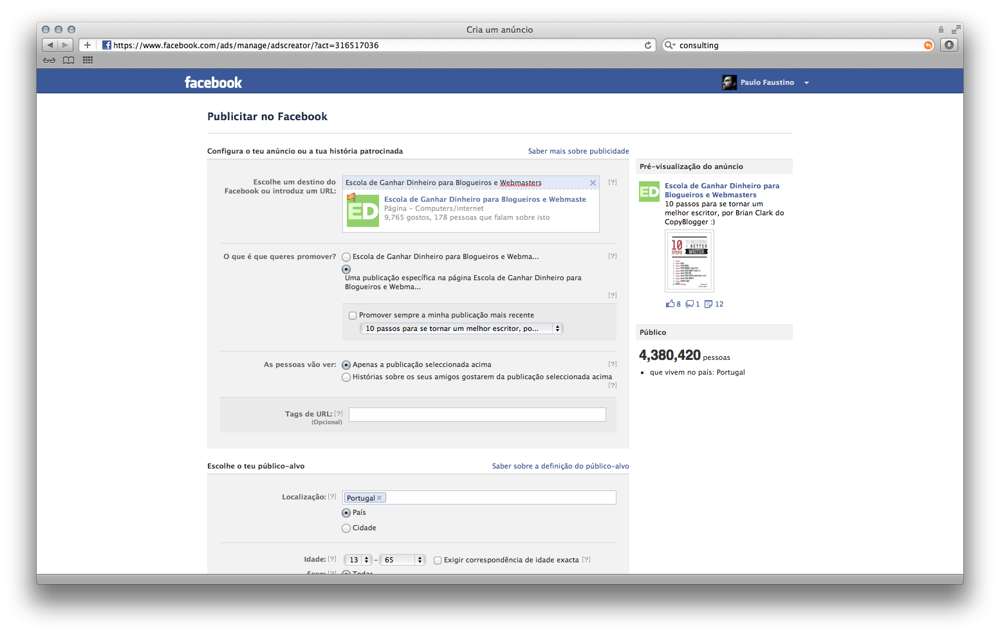 Cria um anúncio
https://www.facebook.com/ads/manage/adscreator/?act=316517036
consulting
facebook
Paulo Faustino
Publicitar no Facebook
Configura o teu anúncio ou a tua história patrocinada
Saber mais sobre publicidade
Escolhe um destino do
Facebook ou introduz um URL:
Escola de Ganhar Dinheiro para Blogueiros e Webmasters
[?]
ED
Escola de Ganhar Dinheiro para Blogueiros e Webmaste
Página – Computers/internet
9,765 gostos, 178 pessoas que falam sobre isto
O que é que queres promover?
Escola de Ganhar Dinheiro para Blogueiros e Webma...
[?]
Uma publicação específica na página Escola de Ganhar Dinheiro para
Blogueiros e Webma...
[?]
Promover sempre a minha publicação mais recente
10 passos para se tornar um melhor escritor, po...
As pessoas vão ver:
Apenas a publicação seleccionada acima
[?]
Histórias sobre os seus amigos gostarem da publicação seleccionada acima
[?]
Tags de URL: [?]
(Opcional)
Escolhe o teu público-alvo
Saber sobre a definição do público-alvo
Localização: [?]
Portugal
País
Cidade
Idade: [?]
13 – 65
Exigir correspondência de idade exacta [?]
Pré-visualização do anúncio
ED
Escola de Ganhar Dinheiro para
Blogueiros e Webmasters
10 passos para se tornar um
melhor escritor, por Brian Clark do
CopyBlogger :)
10 STEPS
TO BECOMING
A BETTER
WRITER
8 1 12
Público
4,380,420 pessoas
que vivem no país: Portugal